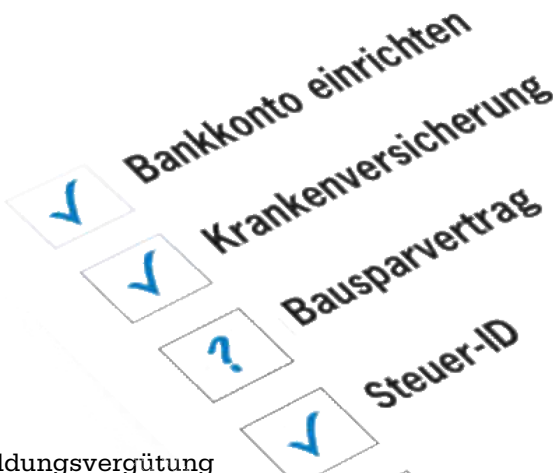 Bankkonto einrichten
Krankenversicherung
? Bausparvertrag
Steuer-ID
ldungsvergütung